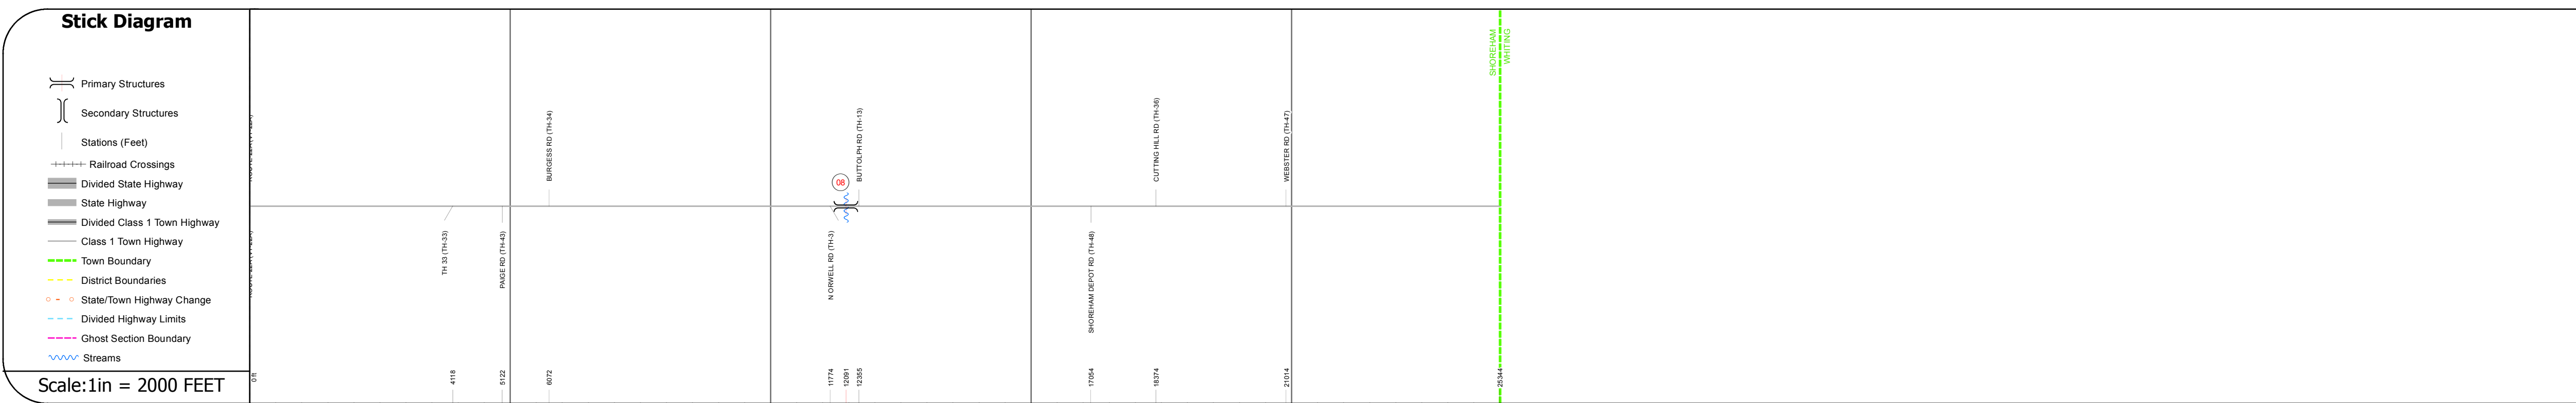 Stick Diagram
Primary Structures
Secondary Structures
Stations (Feet)
Railroad Crossings
Divided State Highway
State Highway
Divided Class 1 Town Highway
Class 1 Town Highway
Town Boundary
District Boundaries
State/Town Highway Change
Divided Highway Limits
Ghost Section Boundary
Streams
Scale:1in = 2000 FEET
BURGESS RD (TH-34)
08
BUTTOLPH RD (TH-13)
CUTTING HILL RD (TH-36)
WEBSTER RD (TH-47)
SHOREHAM
WHITING
TH 33 (TH-33)
PAIGE RD (TH-43)
N ORWELL RD (TH-3)
SHOREHAM DEPOT RD (TH-48)
0 ft
4118
5122
6072
11774
12091
12355
17054
18374
21014
25344